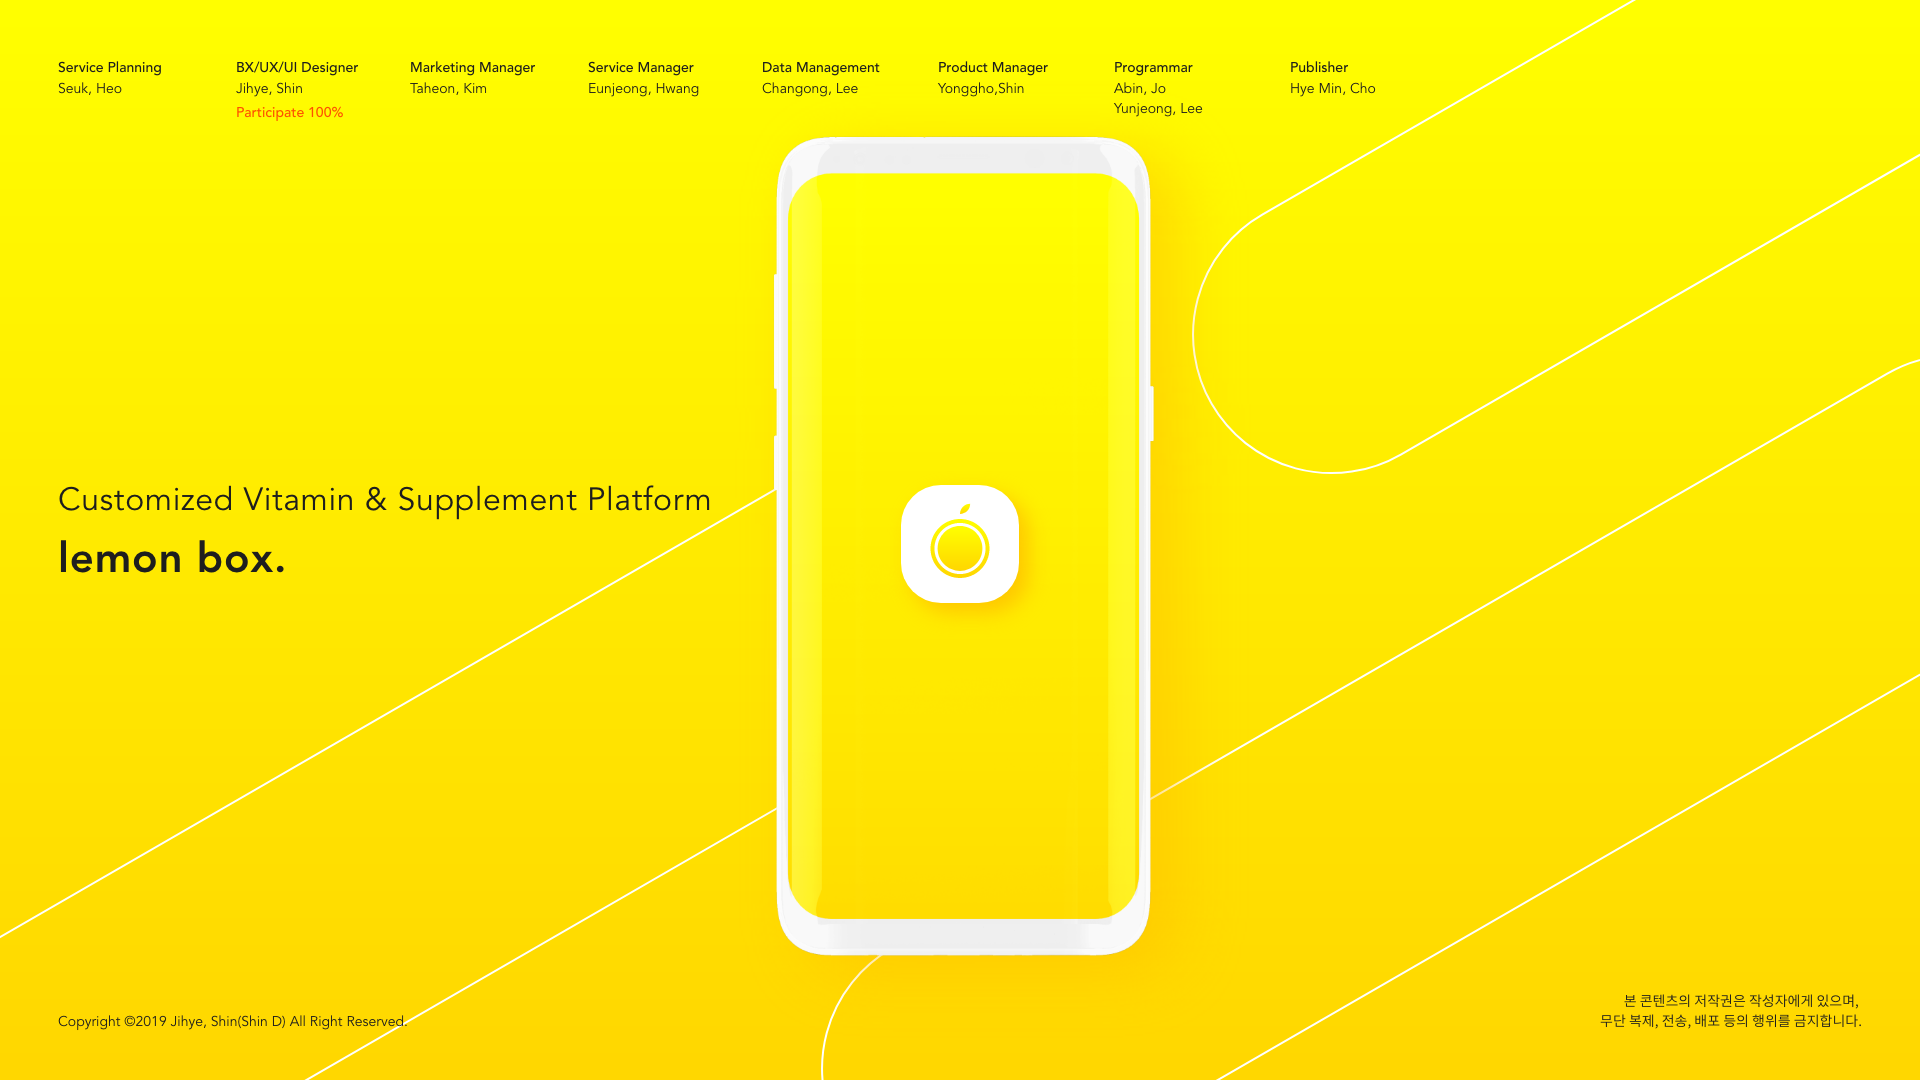 Service Planning
Seuk, Heo
BX/UX/UI Designer
Jihye, Shin
Participate 100%
Marketing Manager
Taheon, Kim
Service Manager
Eunjeong, Hwang
Data Management
Changong, Lee
Product Manager
Yonggho,Shin
Programmar
Abin, Jo
Yunjeong, Lee
Publisher
Hye Min, Cho
Customized Vitamin & Supplement Platform
lemon box.
Copyright ©2019 Jihye, Shin(Shin D) All Right Reserved.
본 콘텐츠의 저작권은 작성자에게 있으며,
무단 복제, 전송, 배포 등의 행위를 금지합니다.